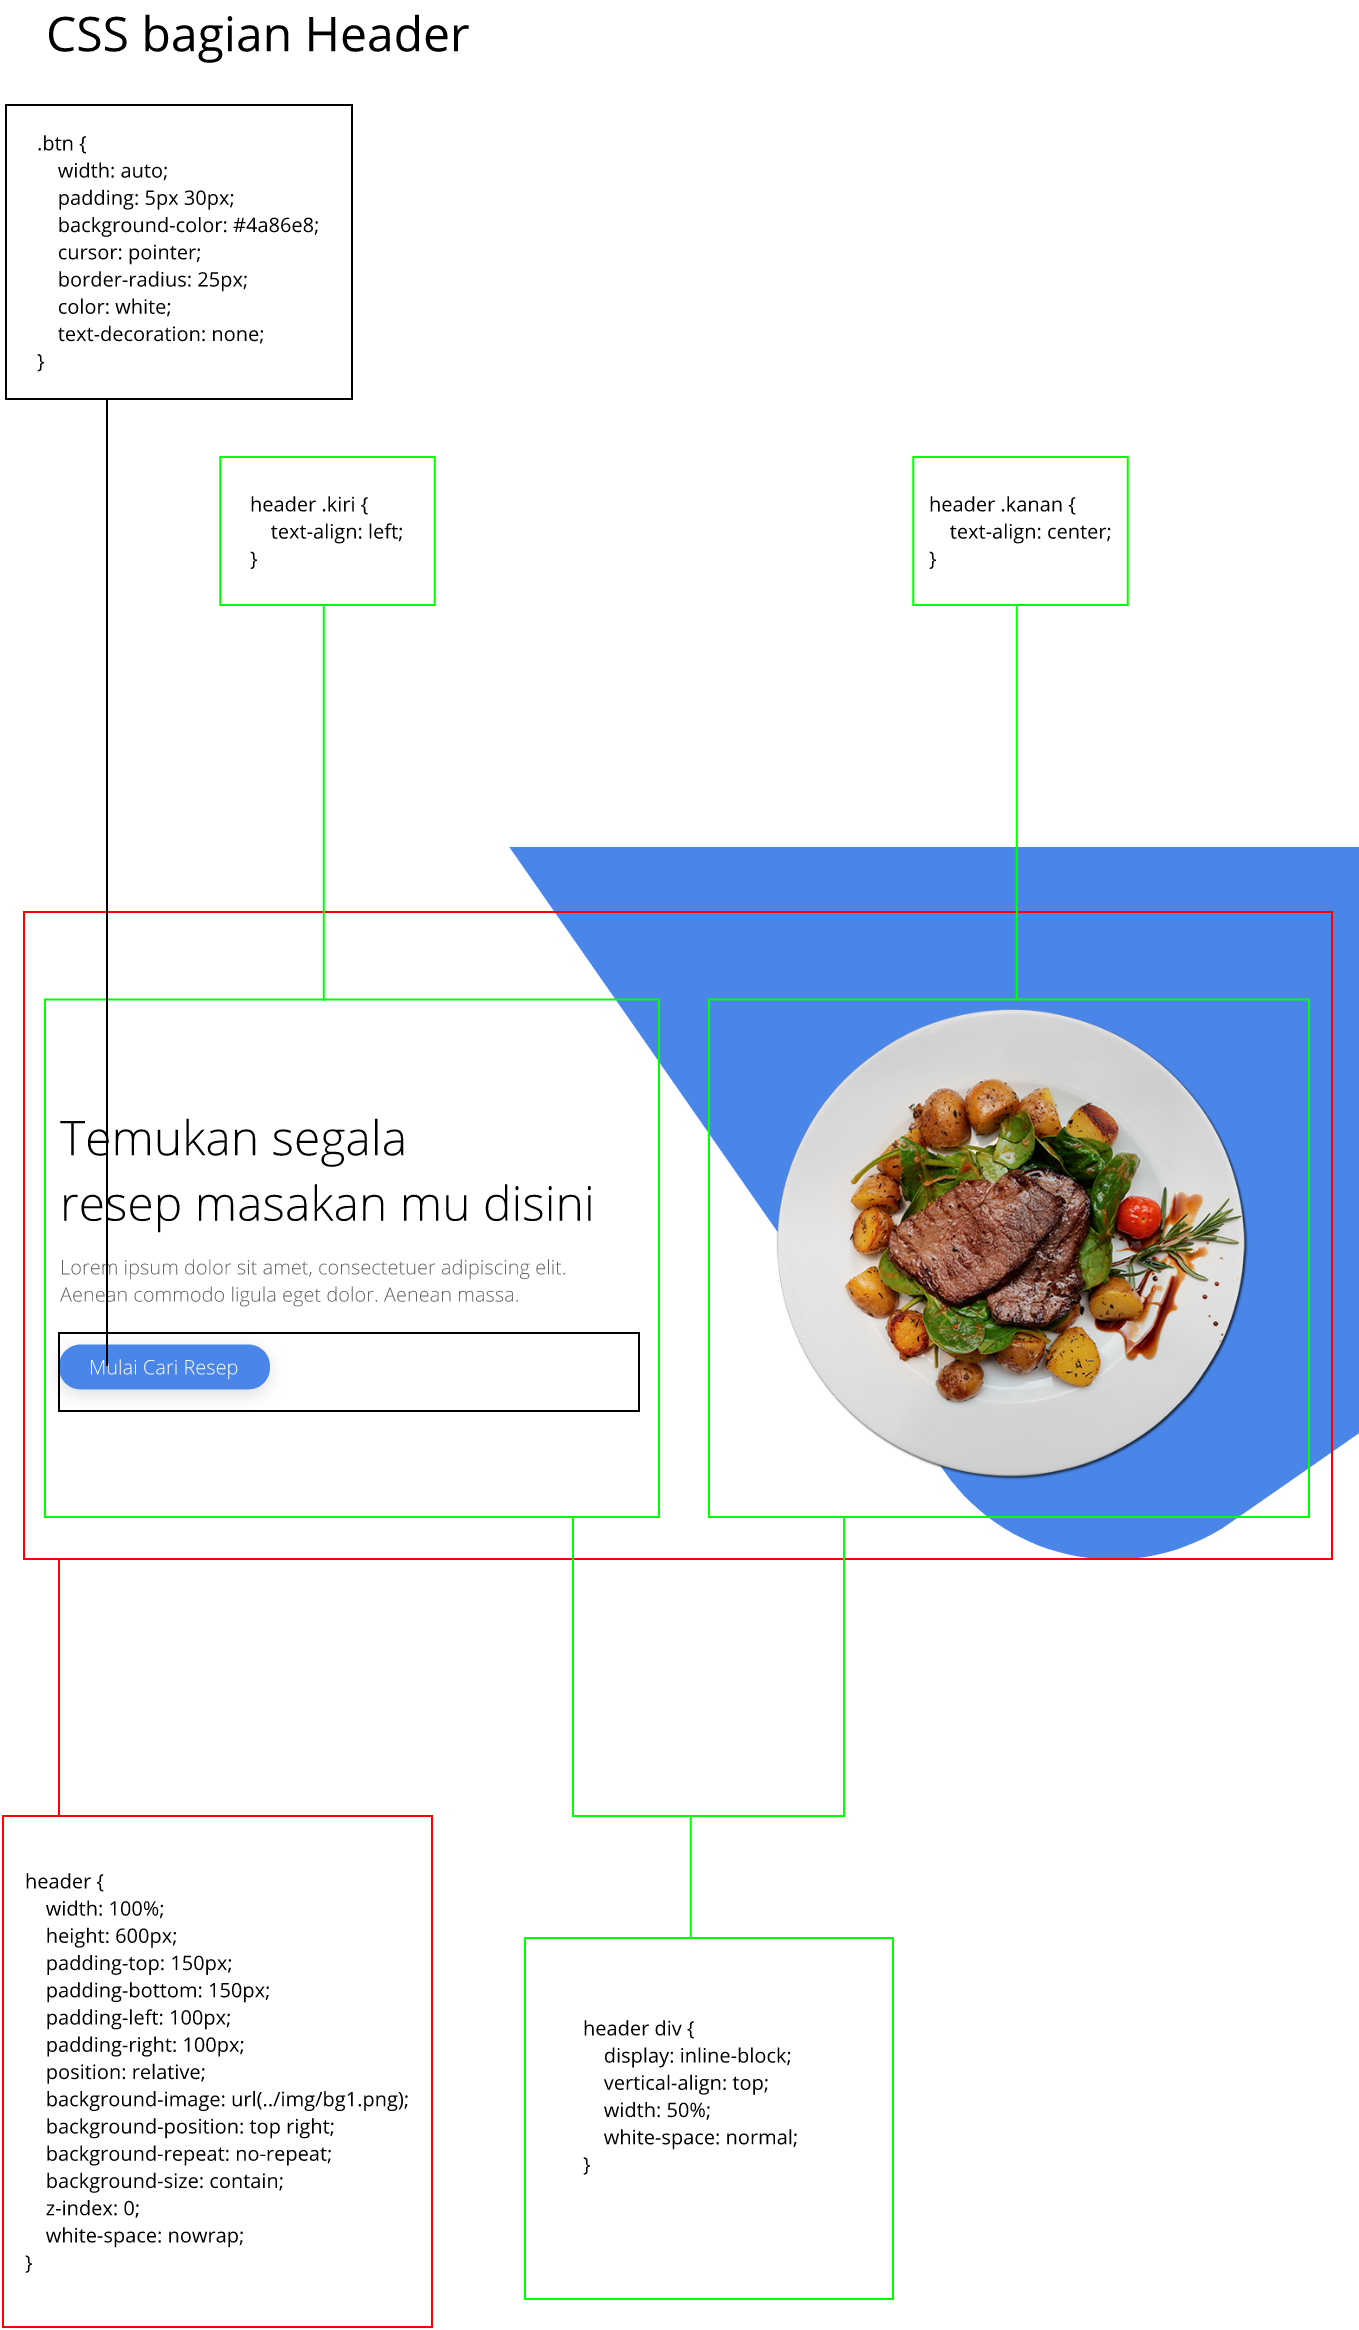 CSS bagian Header
.btn {
width: auto;
padding: 5px 30px;
background-color: #4a86e8;
cursor: pointer;
border-radius: 25px;
color: white;
text-decoration: none;
}
header .kiri {
text-align: left;
}
header .kanan {
text-align: center;
}
Temukan segala
resep masakan mu disini
Lorem ipsum dolor sit amet, consectetuer adipiscing elit.
Aenean commodo ligula eget dolor. Aenean massa.
Mulai Cari Resep
header {
width: 100%;
height: 600px;
padding-top: 150px;
padding-bottom: 150px;
padding-left: 100px;
padding-right: 100px;
position: relative;
background-image: url(../img/bg1.png);
background-position: top right;
background-repeat: no-repeat;
background-size: contain;
z-index: 0;
white-space: nowrap;
}
header div {
display: inline-block;
vertical-align: top;
width: 50%;
white-space: normal;
}